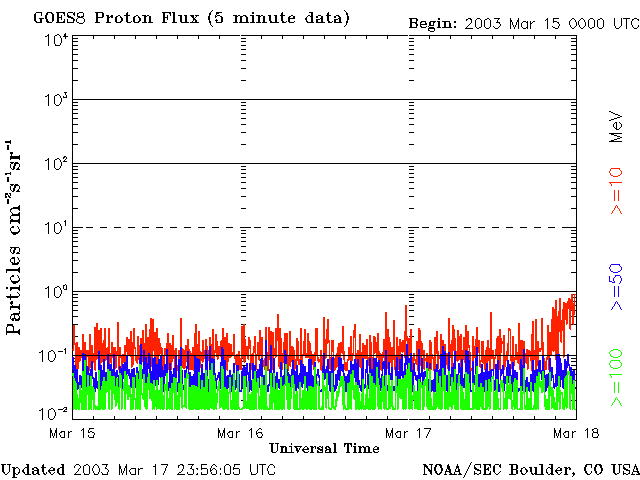 GOES8 Proton Flux (5 minute data)
Begin: 2003 Mar 15 0000 UTC
10⁴
10³
10²
10¹
10⁰
10⁻¹
10⁻²
Particles cm⁻²s⁻¹sr⁻¹
MeV
>=10
>=50
>=100
Mar 15
Mar 16
Mar 17
Mar 18
Universal Time
Updated 2003 Mar 17 23:56:05 UTC
NOAA/SEC Boulder, CO USA